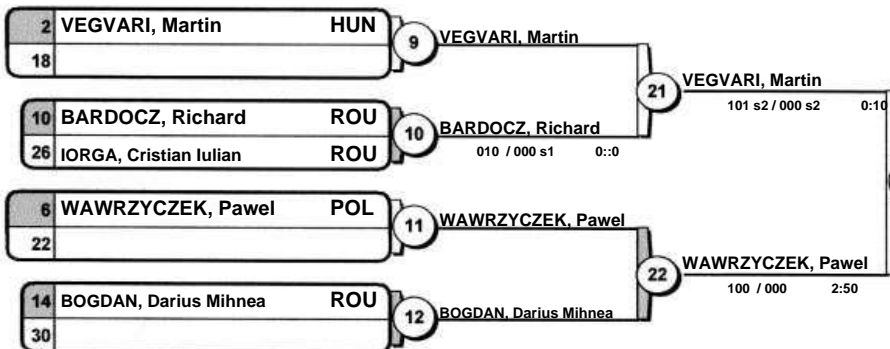 2 VEGVARI, Martin HUN
18
9
VEGVARI, Martin
10 BARDOCZ, Richard ROU
26 IORGA, Cristian Iulian ROU
10
BARDOCZ, Richard
010 / 000 s1 0::0
21
VEGVARI, Martin
101 s2 / 000 s2 0:10
6 WAWRZYCZEK, Pawel POL
22
11
WAWRZYCZEK, Pawel
14 BOGDAN, Darius Mihnea ROU
30
12
BOGDAN, Darius Mihnea
22
WAWRZYCZEK, Pawel
100 / 000 2:50